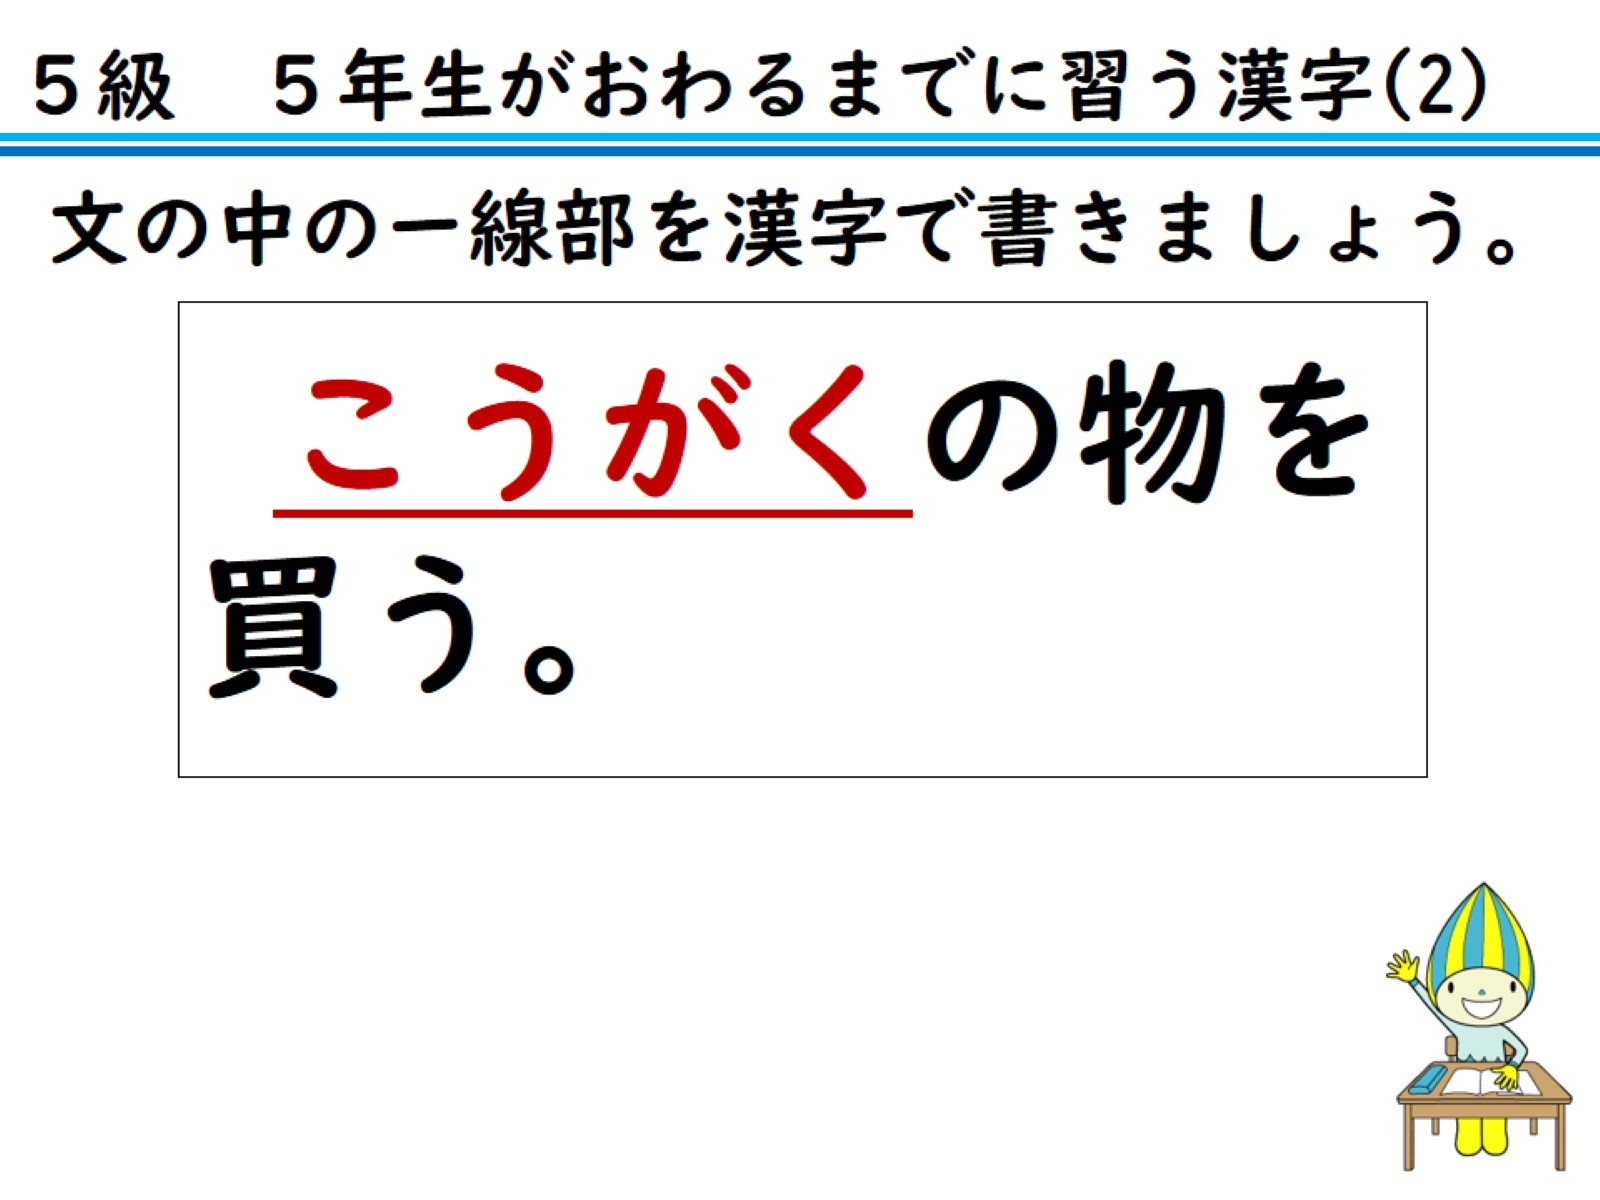 ５級　５年生がおわるまでに習う漢字(2)
文の中の一線部を漢字で書きましょう。
こうがくの物を
買う。